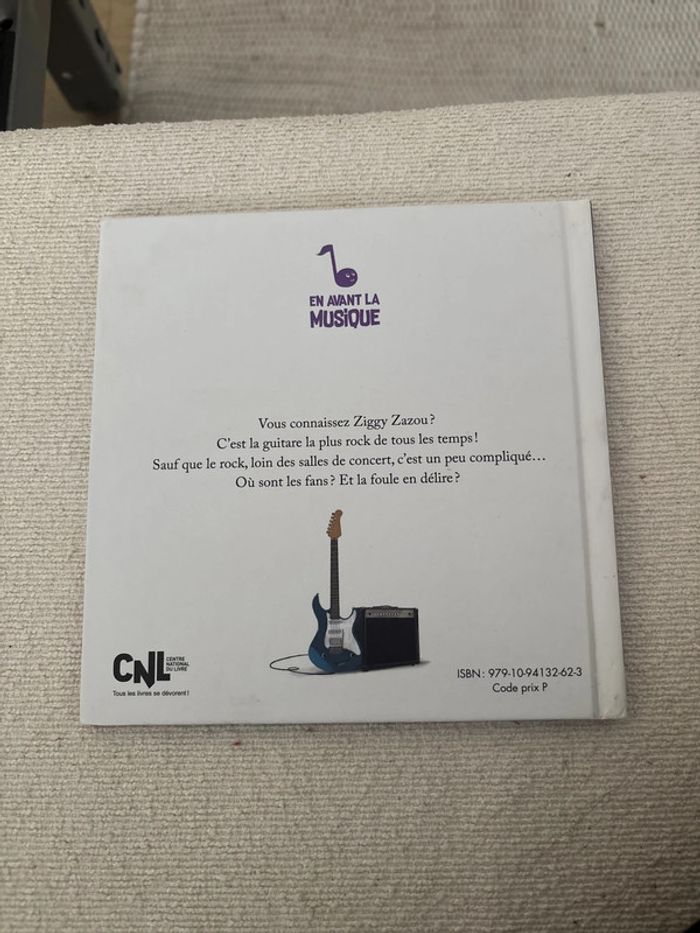 EN AVANT LA
MUSiQUE
Vous connaissez Ziggy Zazou ?
C'est la guitare la plus rock de tous les temps !
Sauf que le rock, loin des salles de concert, c'est un peu compliqué…
Où sont les fans ? Et la foule en délire ?
CNL
CENTRE
NATIONAL
DU LIVRE
Tous les livres se dévorent !
ISBN : 979-10-94132-62-3
Code prix P